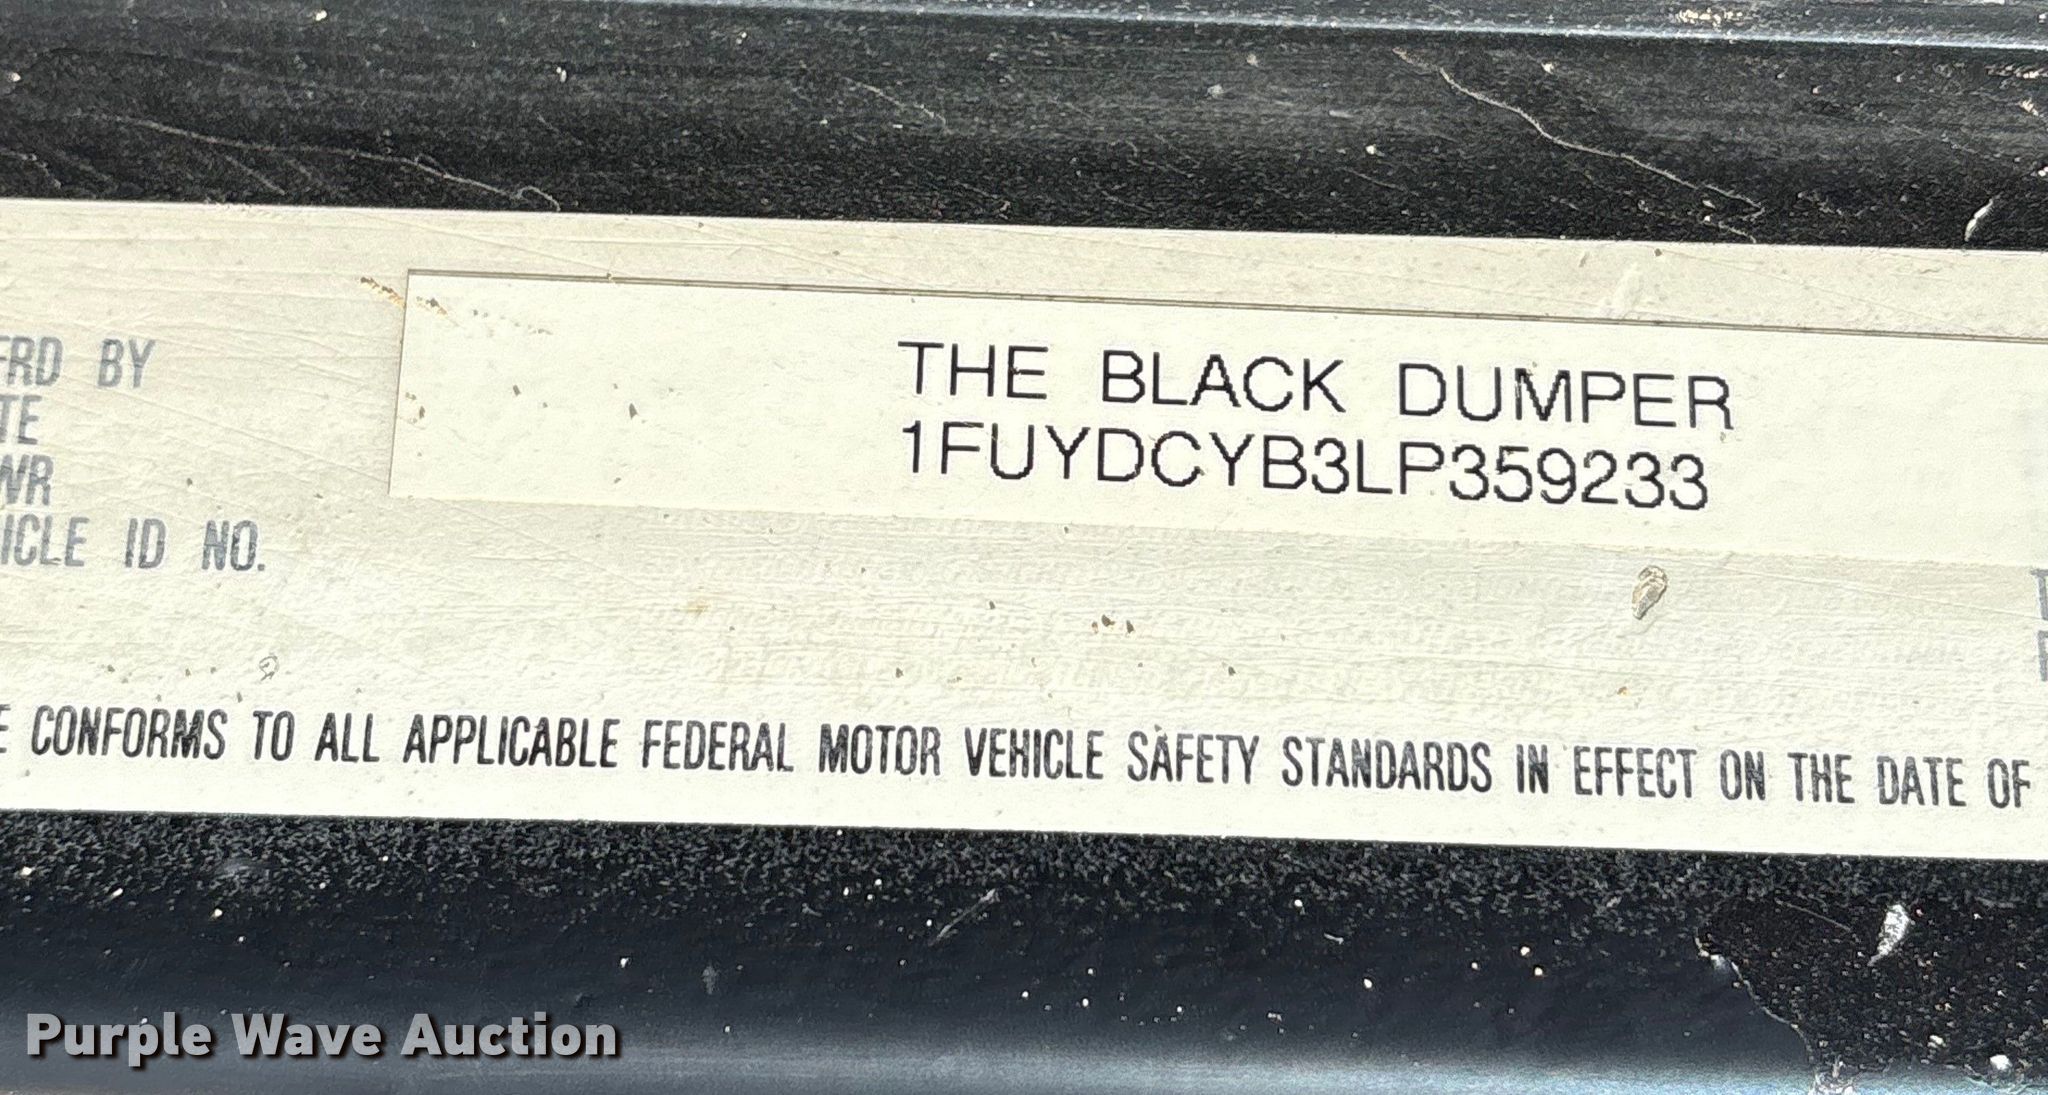 FRD BY
TE
WR
ICLE ID NO.
THE BLACK DUMPER
1FUYDCYB3LP359233
E CONFORMS TO ALL APPLICABLE FEDERAL MOTOR VEHICLE SAFETY STANDARDS IN EFFECT ON THE DATE OF
Purple Wave Auction